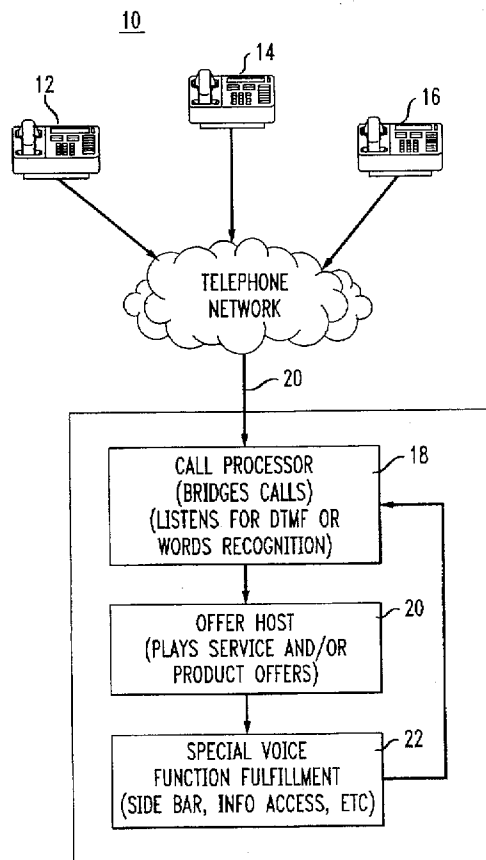 10
14
12
16
TELEPHONE
NETWORK
20
CALL PROCESSOR
(BRIDGES CALLS)
(LISTENS FOR DTMF OR
WORDS RECOGNITION)
18
OFFER HOST
(PLAYS SERVICE AND/OR
PRODUCT OFFERS)
20
SPECIAL VOICE
FUNCTION FULFILLMENT
(SIDE BAR, INFO ACCESS, ETC)
22